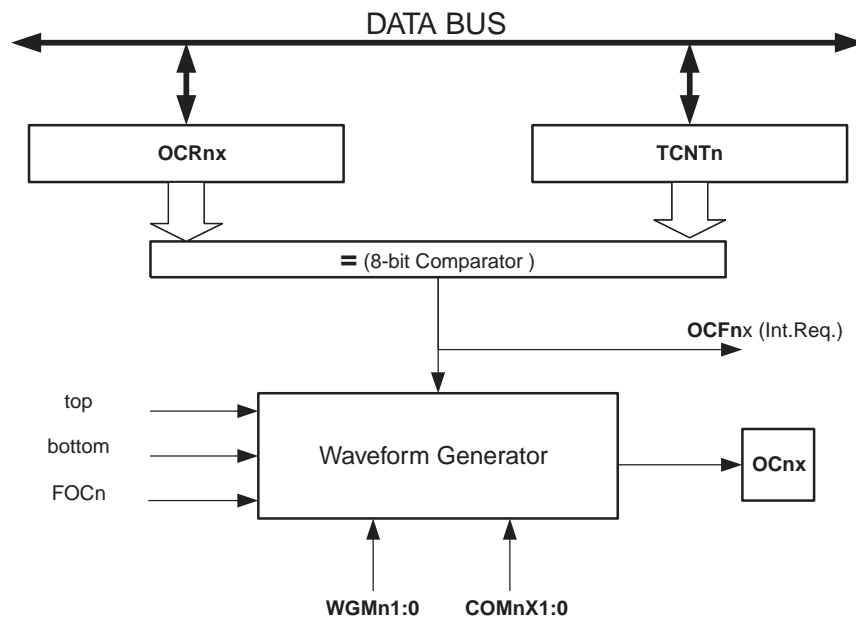 DATA BUS
OCRnx
TCNTn
= (8-bit Comparator )
OCFnx (Int.Req.)
top
bottom
FOCn
Waveform Generator
OCnx
WGMn1:0
COMnX1:0